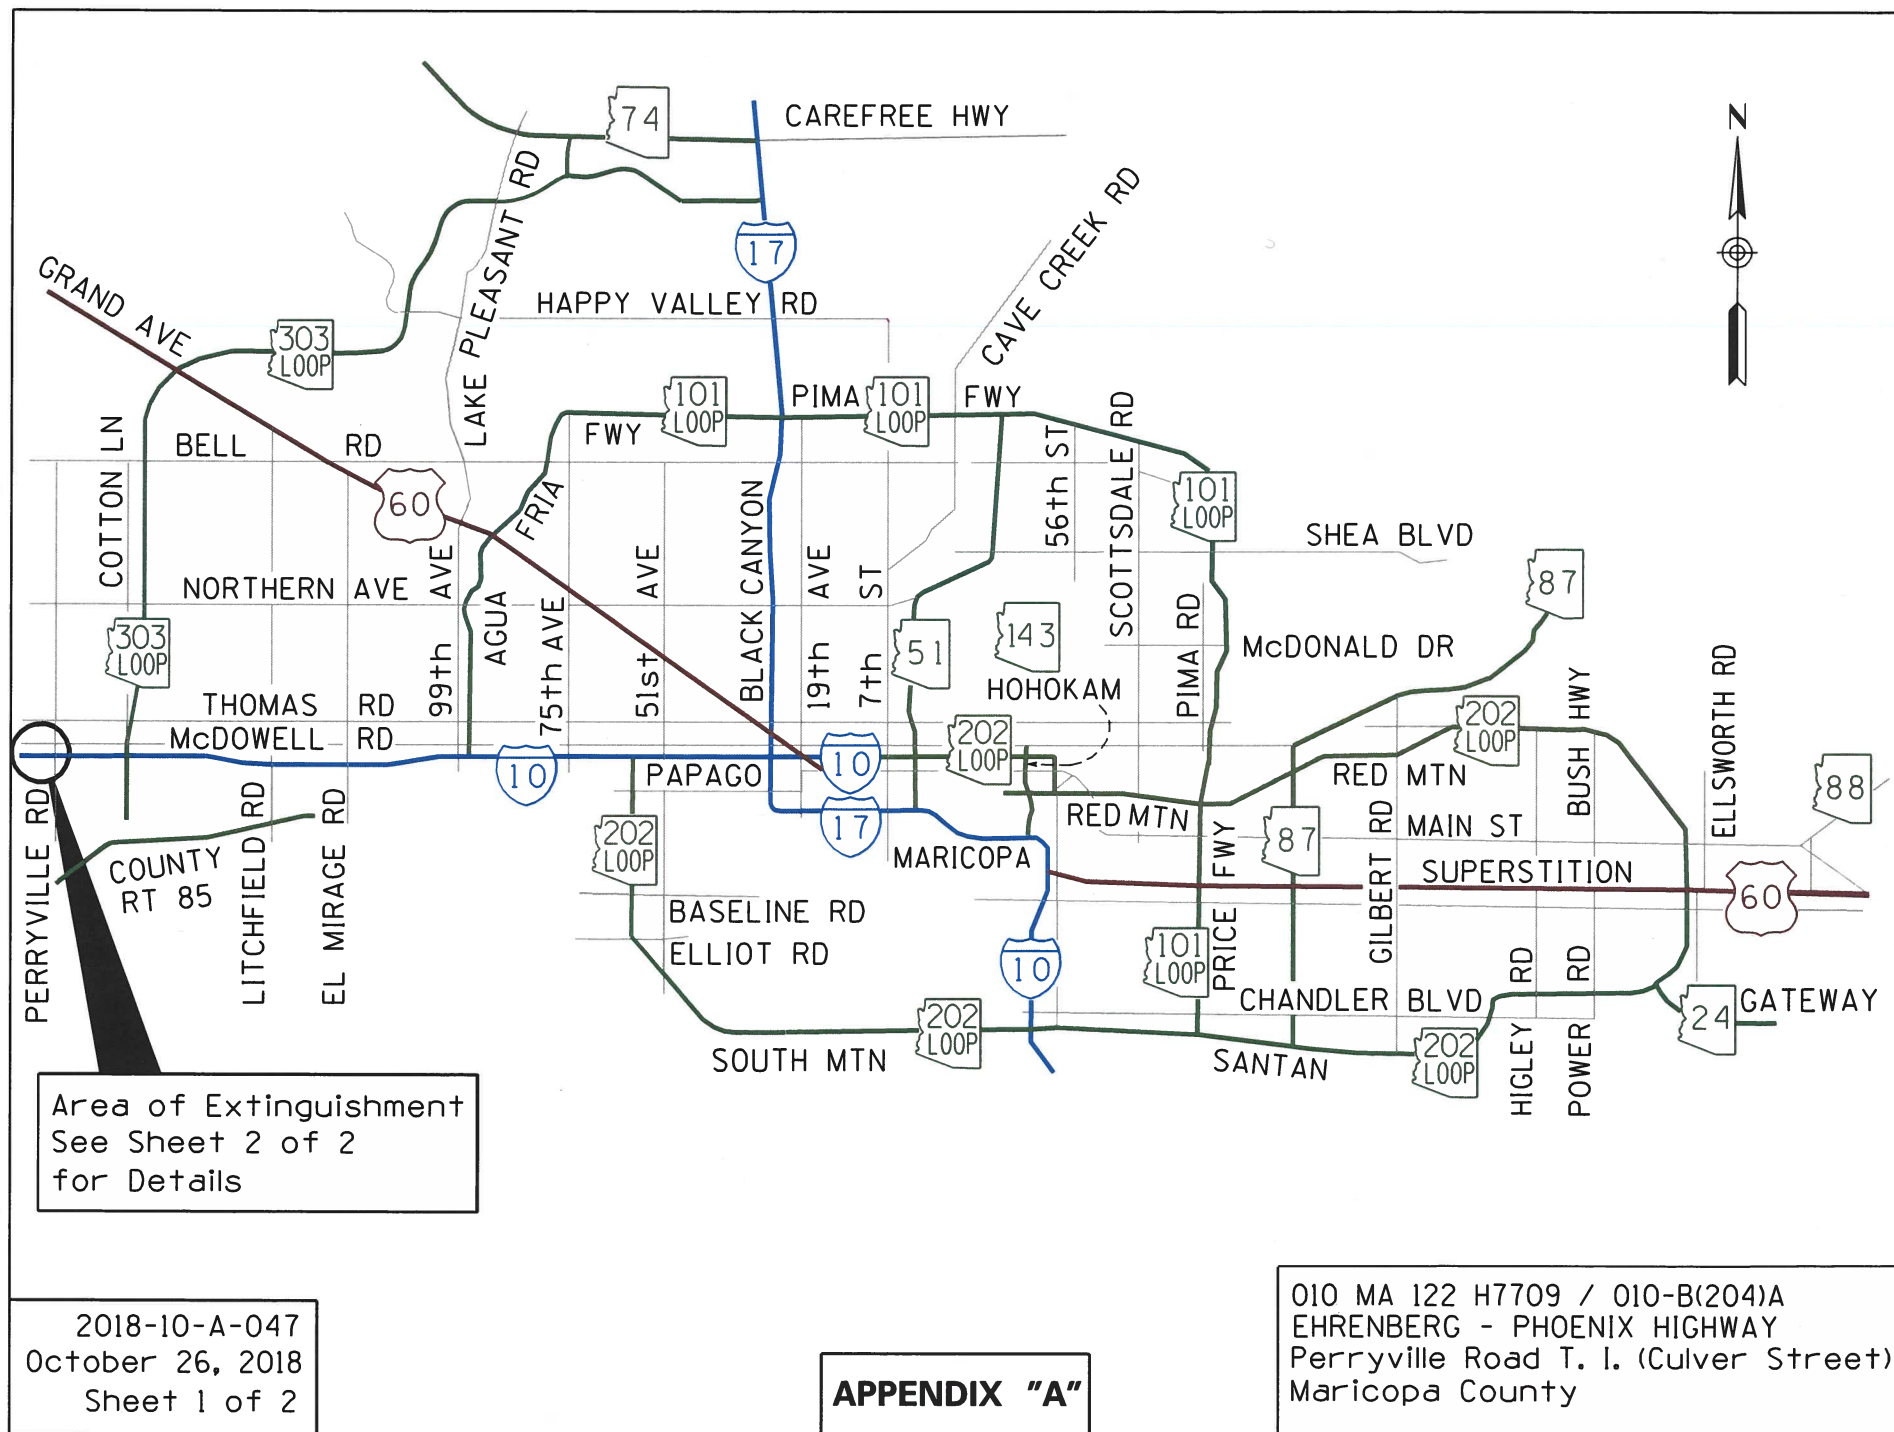 N
74
CAREFREE HWY
17
LAKE PLEASANT RD
HAPPY VALLEY RD
CAVE CREEK RD
GRAND AVE
303
LOOP
101
LOOP
PIMA
101
LOOP
FWY
FWY
BELL RD
COTTON LN
60
AGUA FRIA
BLACK CANYON
56th ST
SCOTTSDALE RD
101
LOOP
SHEA BLVD
87
NORTHERN AVE
99th AVE
75th AVE
51st AVE
19th AVE
7th ST
303
LOOP
51
143
HOHOKAM
PIMA RD
McDONALD DR
202
LOOP
BUSH HWY
ELLSWORTH RD
THOMAS RD
McDOWELL RD
10
PAPAGO
10
202
LOOP
RED MTN
RED MTN
88
PERRYVILLE RD
COUNTY
RT 85
LITCHFIELD RD
EL MIRAGE RD
202
LOOP
17
MARICOPA
PRICE FWY
87
GILBERT RD
MAIN ST
SUPERSTITION
60
BASELINE RD
ELLIOT RD
10
101
LOOP
CHANDLER BLVD
HIGLEY RD
POWER RD
24
GATEWAY
SOUTH MTN
202
LOOP
SANTAN
202
LOOP
Area of Extinguishment
See Sheet 2 of 2
for Details
2018-10-A-047
October 26, 2018
Sheet 1 of 2
APPENDIX "A"
010 MA 122 H7709 / 010-B(204)A
EHRENBERG - PHOENIX HIGHWAY
Perryville Road T. I. (Culver Street)
Maricopa County